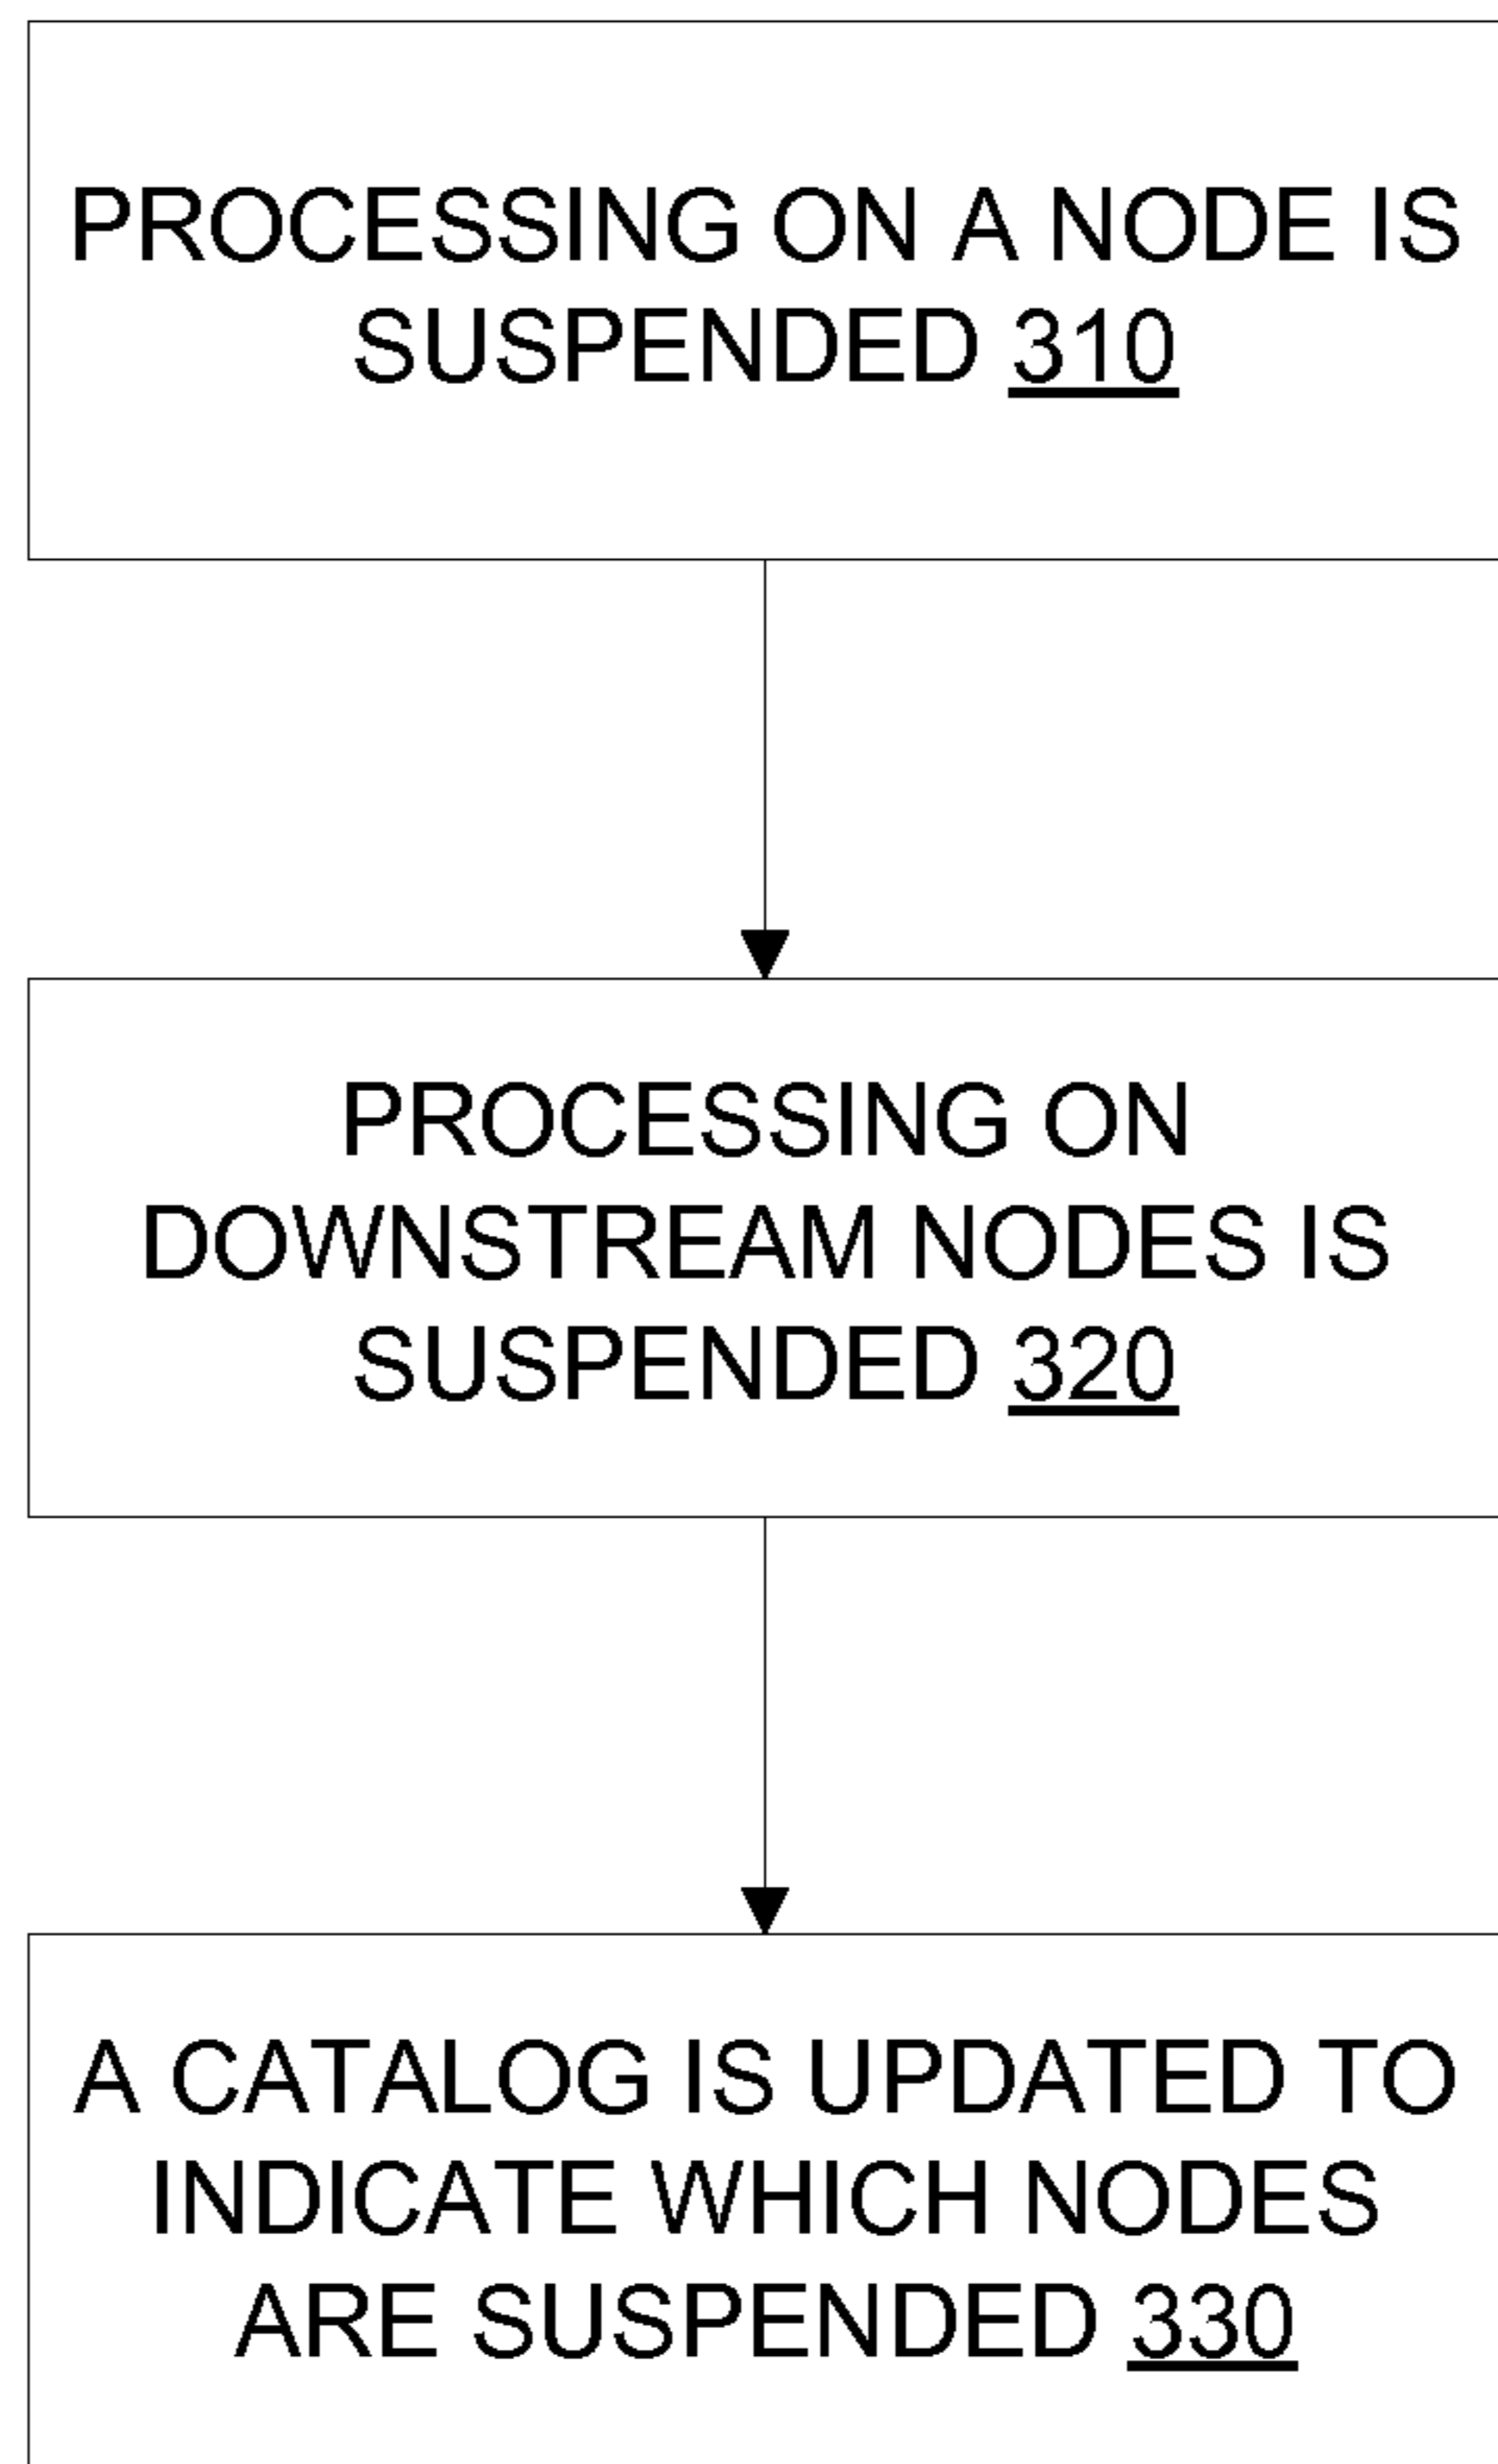 PROCESSING ON A NODE IS
SUSPENDED 310
PROCESSING ON
DOWNSTREAM NODES IS
SUSPENDED 320
A CATALOG IS UPDATED TO
INDICATE WHICH NODES
ARE SUSPENDED 330